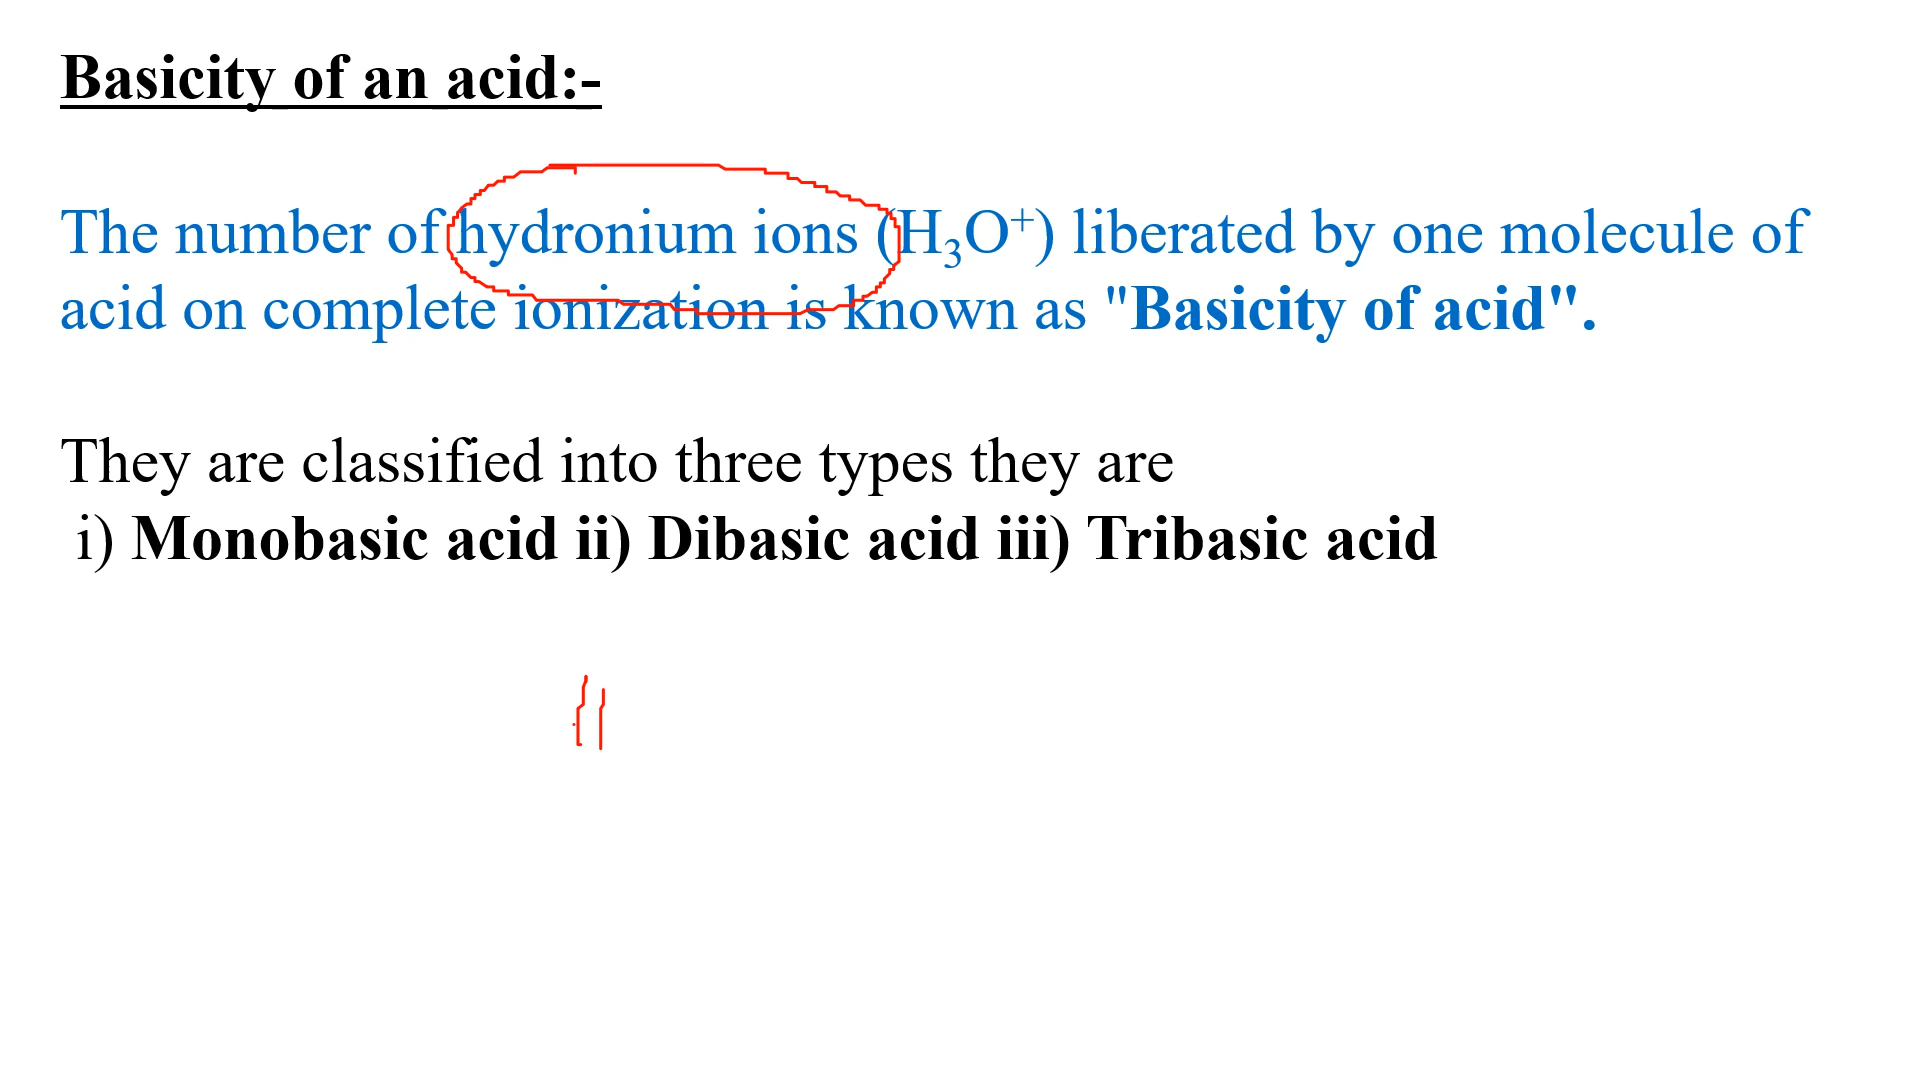 Basicity of an acid:-
The number of hydronium ions (H₃O⁺) liberated by one molecule of
acid on complete ionization is known as "Basicity of acid".
They are classified into three types they are
i) Monobasic acid ii) Dibasic acid iii) Tribasic acid